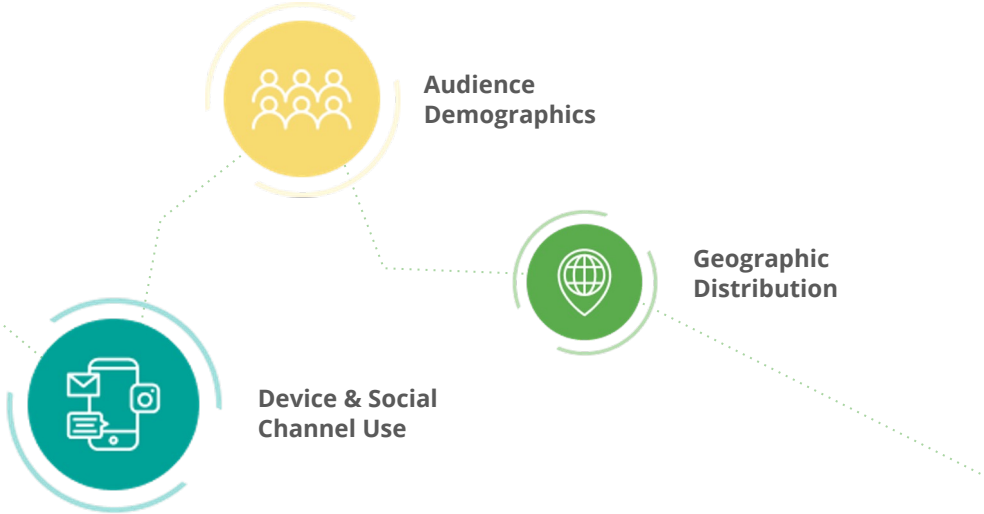 Audience
Demographics
Geographic
Distribution
Device & Social
Channel Use